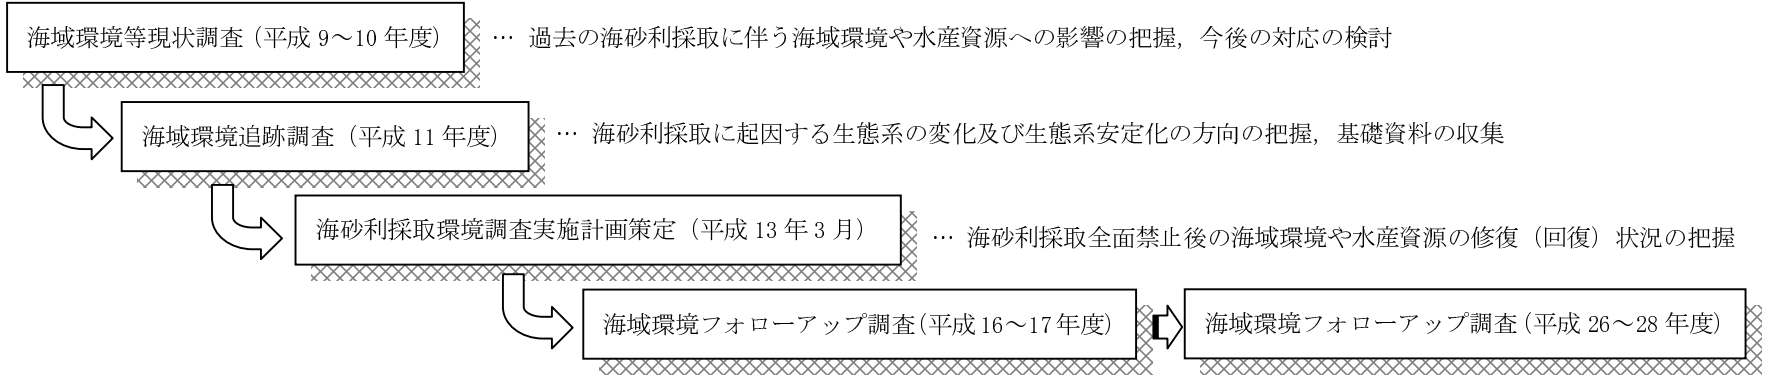 海域環境等現状調査（平成 9～10 年度） … 過去の海砂利採取に伴う海域環境や水産資源への影響の把握，今後の対応の検討
海域環境追跡調査（平成 11 年度） … 海砂利採取に起因する生態系の変化及び生態系安定化の方向の把握，基礎資料の収集
海砂利採取環境調査実施計画策定（平成 13 年 3 月） … 海砂利採取全面禁止後の海域環境や水産資源の修復（回復）状況の把握
海域環境フォローアップ調査（平成 16～17 年度） 海域環境フォローアップ調査（平成 26～28 年度）